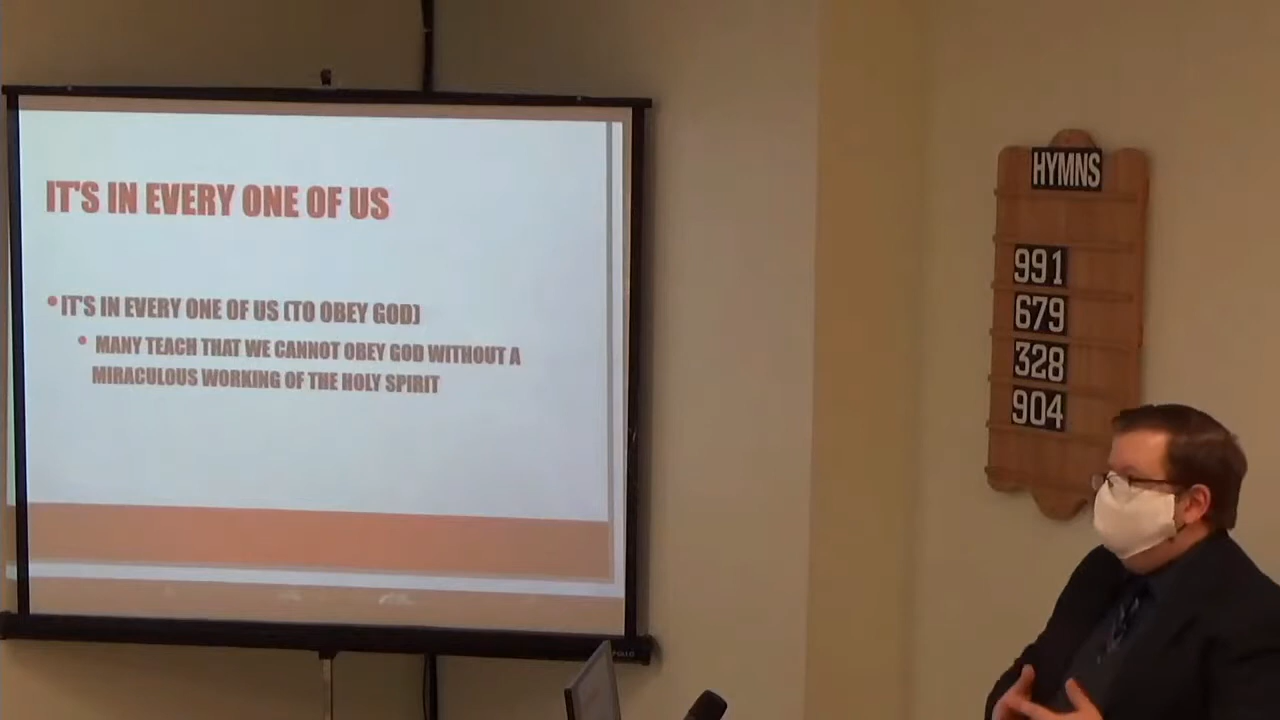 IT'S IN EVERY ONE OF US
•IT'S IN EVERY ONE OF US (TO OBEY GOD)
• MANY TEACH THAT WE CANNOT OBEY GOD WITHOUT A
MIRACULOUS WORKING OF THE HOLY SPIRIT
HYMNS
991
679
328
904